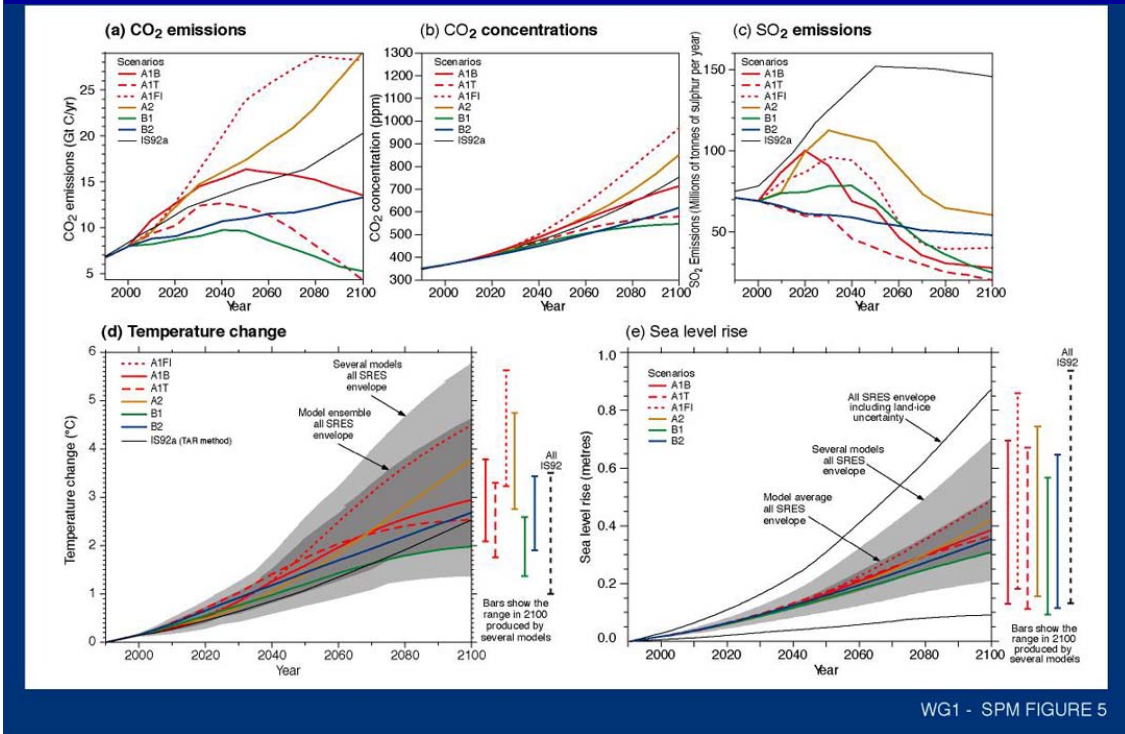 (a) CO2 emissions
Scenarios
A1B
A1T
A1FI
A2
B1
B2
IS92a
CO2 emissions (Gt C/yr)
25
20
15
10
5
2000 2020 2040 2060 2080 2100
Year
(b) CO2 concentrations
Scenarios
A1B
A1T
A1FI
A2
B1
B2
IS92a
CO2 concentration (ppm)
1300
1200
1100
1000
900
800
700
600
500
400
300
2000 2020 2040 2060 2080 2100
Year
(c) SO2 emissions
Scenarios
A1B
A1T
A1FI
A2
B1
B2
IS92a
SO2 Emissions (Millions of tonnes of sulphur per year)
150
100
50
2000 2020 2040 2060 2080 2100
Year
(d) Temperature change
A1FI
A1B
A1T
A2
B1
B2
IS92a (TAR method)
Several models
all SRES
envelope
Model ensemble
all SRES
envelope
Temperature change (°C)
6
5
4
3
2
1
0
2000 2020 2040 2060 2080 2100
Year
All
IS92
Bars show the
range in 2100
produced by
several models
(e) Sea level rise
Scenarios
A1B
A1T
A1FI
A2
B1
B2
All SRES envelope
including land-ice
uncertainty
Several models
all SRES
envelope
Model average
all SRES
envelope
Sea level rise (metres)
1.0
0.8
0.6
0.4
0.2
0.0
2000 2020 2040 2060 2080 2100
Year
All
IS92
Bars show the
range in 2100
produced by
several models
WG1 - SPM FIGURE 5